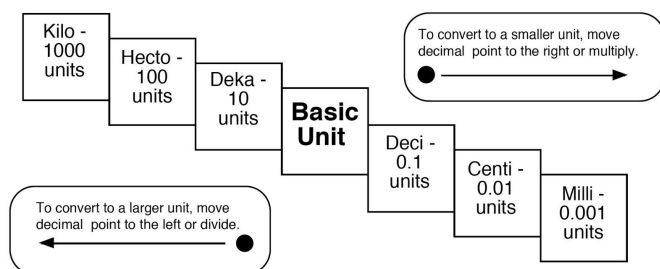 Kilo -
1000
units
Hecto -
100
units
Deka -
10
units
Basic
Unit
Deci -
0.1
units
Centi -
0.01
units
Milli -
0.001
units
To convert to a smaller unit, move
decimal point to the right or multiply.
To convert to a larger unit, move
decimal point to the left or divide.